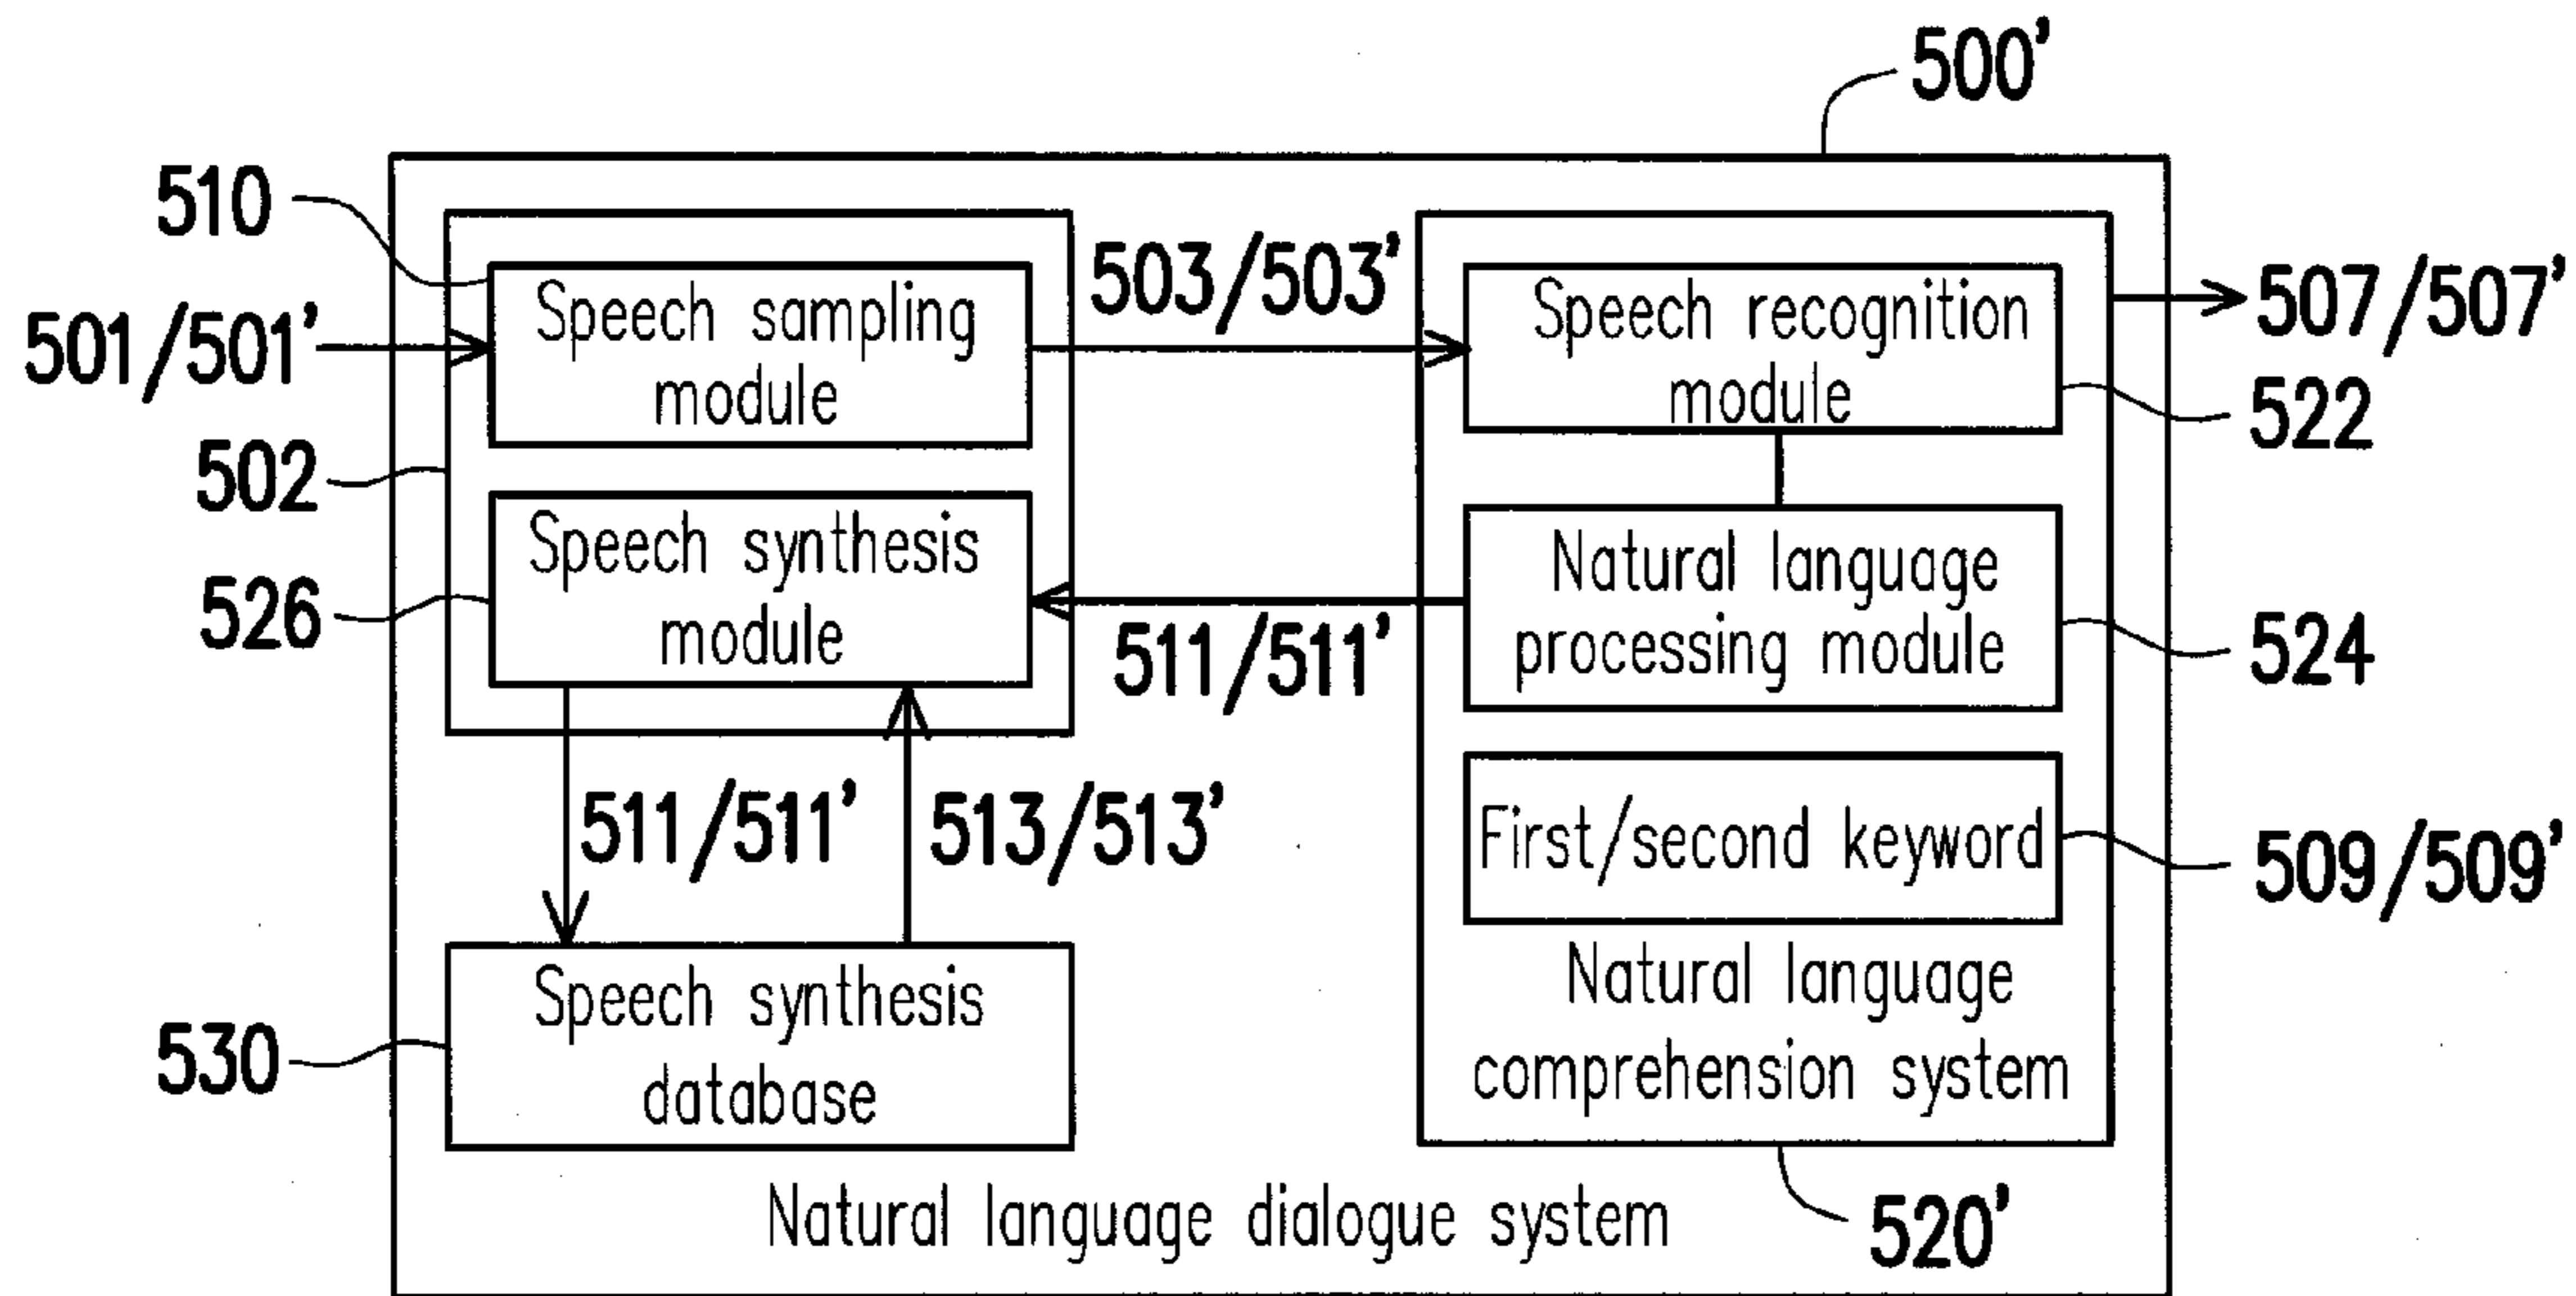 500'
510
Speech sampling
module
501/501'
503/503'
Speech recognition
module
507/507'
522
502
Speech synthesis
module
526
511/511'
Natural language
processing module
524
511/511'
513/513'
First/second keyword
509/509'
Speech synthesis
database
530
Natural language
comprehension system
520'
Natural language dialogue system